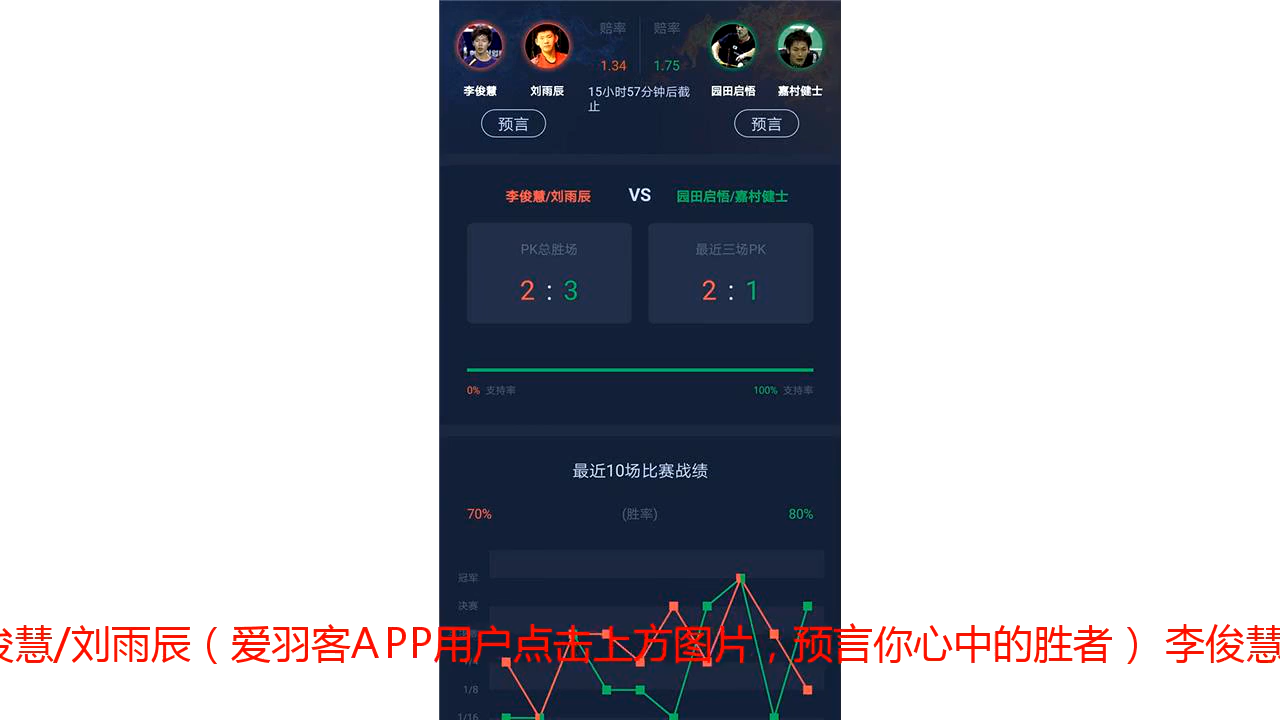 赔率 赔率
1.34 1.75
李俊慧 刘雨辰 15小时57分钟后截止 园田启悟 嘉村健士
预言 预言
李俊慧/刘雨辰 VS 园田启悟/嘉村健士
PK总胜场 最近三场PK
2 : 3 2 : 1
0% 支持率 100% 支持率
最近10场比赛战绩
70% (胜率) 80%
冠军
决赛
俊慧/刘雨辰（爱羽客APP用户点击上方图片，预言你心中的胜者） 李俊慧
1/8
1/16